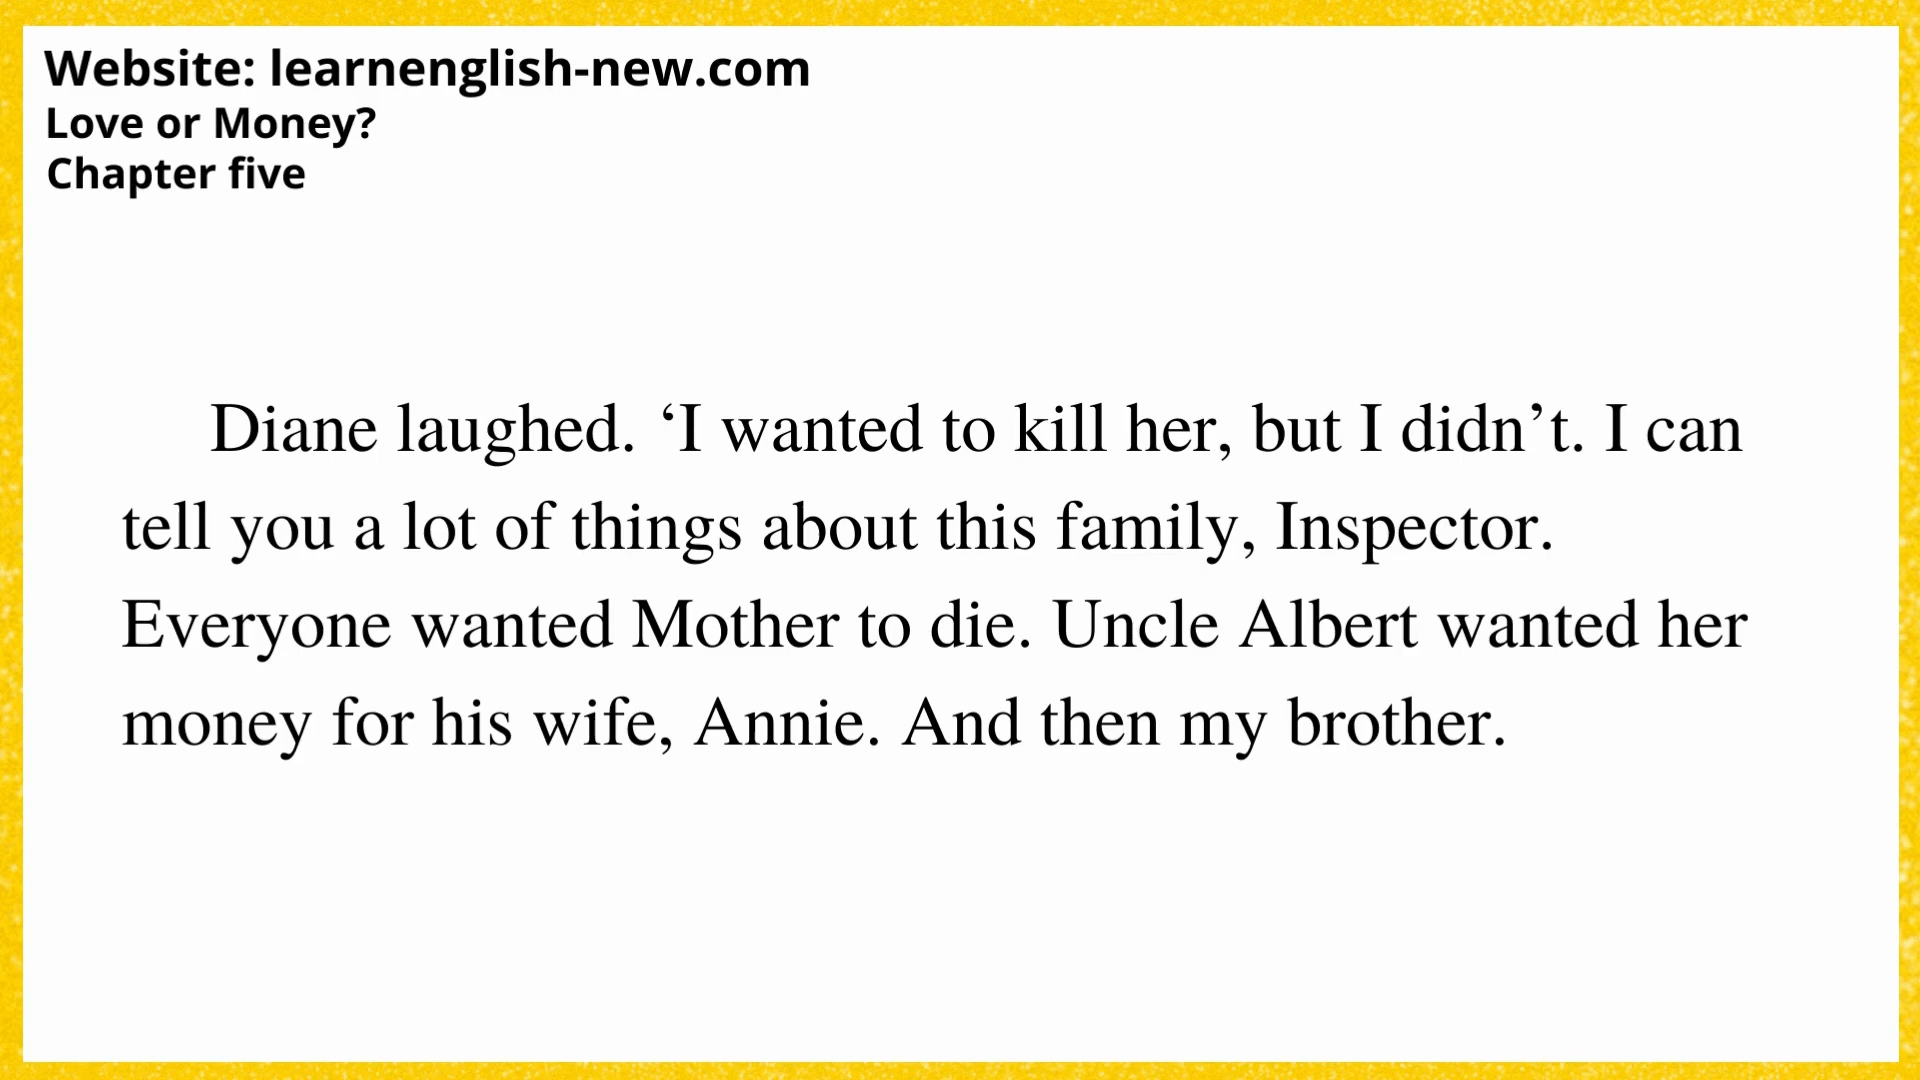 Website: learnenglish-new.com
Love or Money?
Chapter five
Diane laughed. ‘I wanted to kill her, but I didn’t. I can
tell you a lot of things about this family, Inspector.
Everyone wanted Mother to die. Uncle Albert wanted her
money for his wife, Annie. And then my brother.